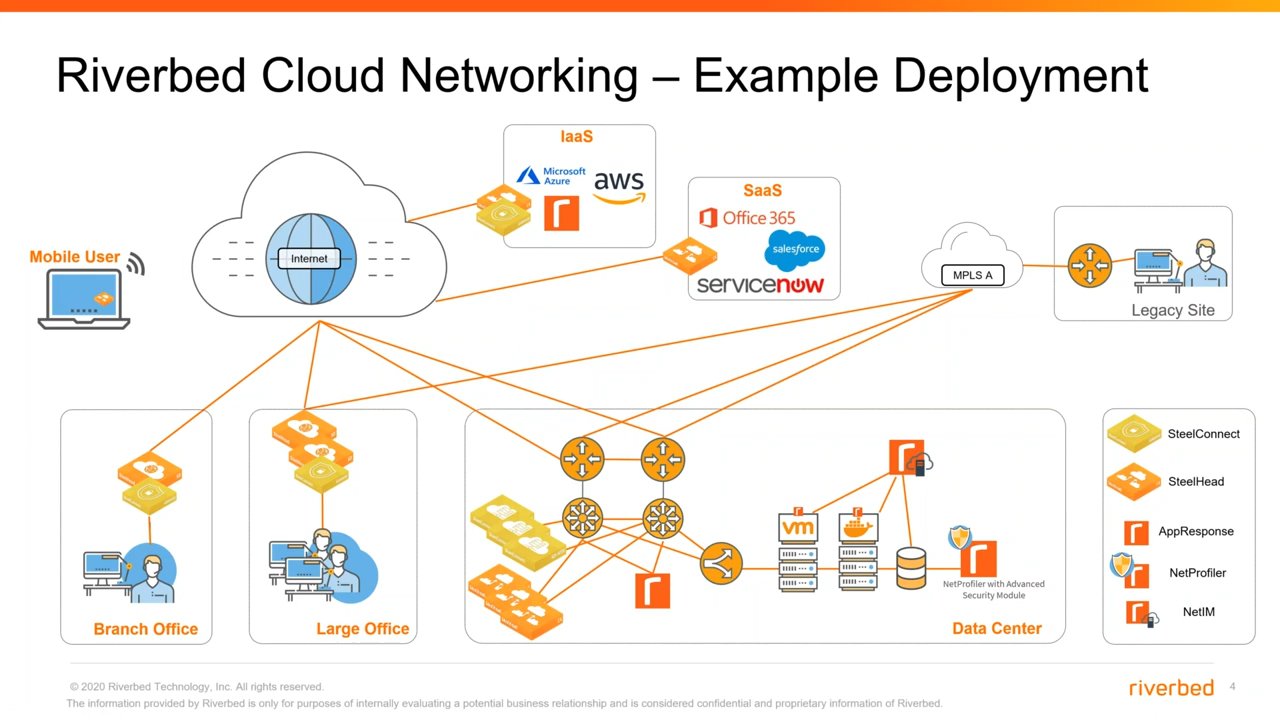 Riverbed Cloud Networking – Example Deployment
IaaS
Microsoft
Azure
aws
SaaS
Office 365
salesforce
servicenow
Mobile User
Internet
MPLS A
Legacy Site
vm
NetProfiler with Advanced
Security Module
Branch Office
Large Office
Data Center
SteelConnect
SteelHead
AppResponse
NetProfiler
NetIM
© 2020 Riverbed Technology, Inc. All rights reserved.
The information provided by Riverbed is only for purposes of internally evaluating a potential business relationship and is considered confidential and proprietary information of Riverbed.
riverbed
4